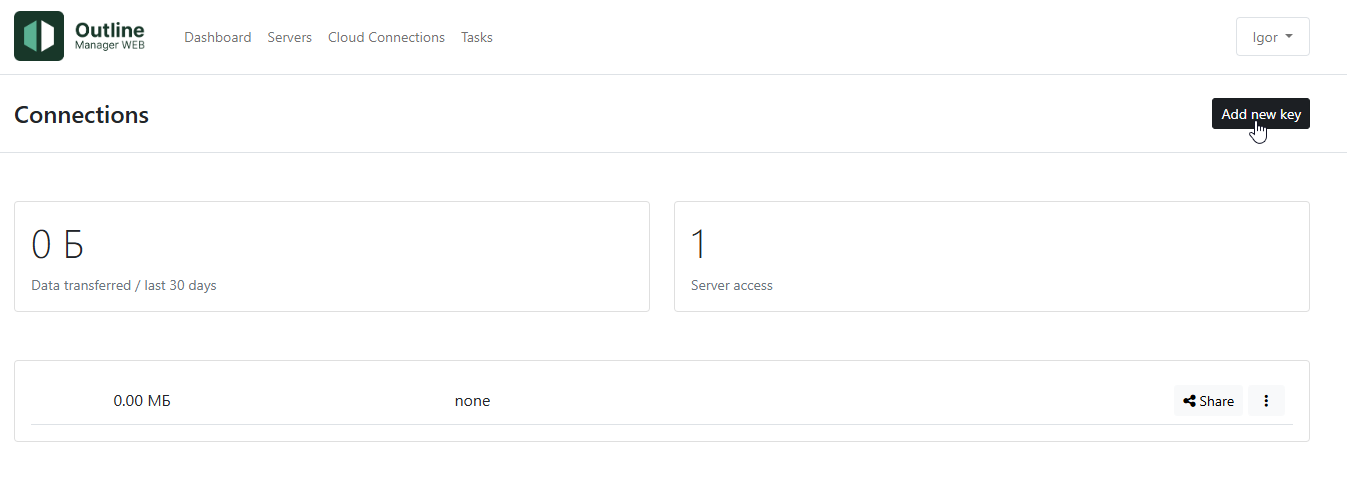 Outline
Manager WEB
Dashboard Servers Cloud Connections Tasks
Igor
Connections
Add new key
0 Б
Data transferred / last 30 days
1
Server access
0.00 МБ none Share